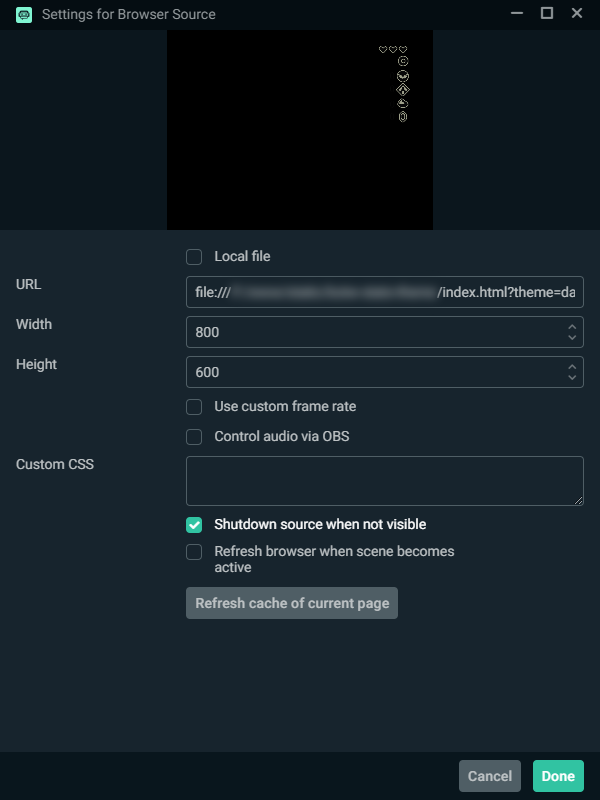 Settings for Browser Source
Local file
URL
file:///
/index.html?theme=da
Width
800
Height
600
Use custom frame rate
Control audio via OBS
Custom CSS
Shutdown source when not visible
Refresh browser when scene becomes
active
Refresh cache of current page
Cancel
Done